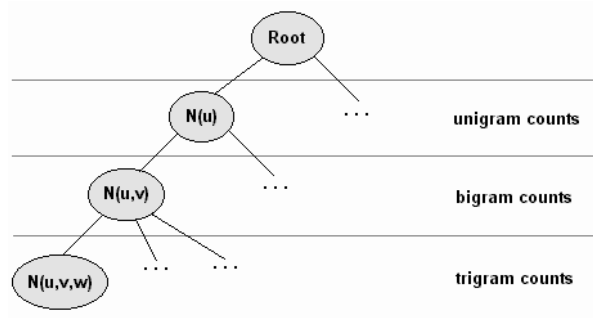 Root
N(u)
. . .
unigram counts
N(u,v)
. . .
bigram counts
N(u,v,w)
. . .
. . .
trigram counts